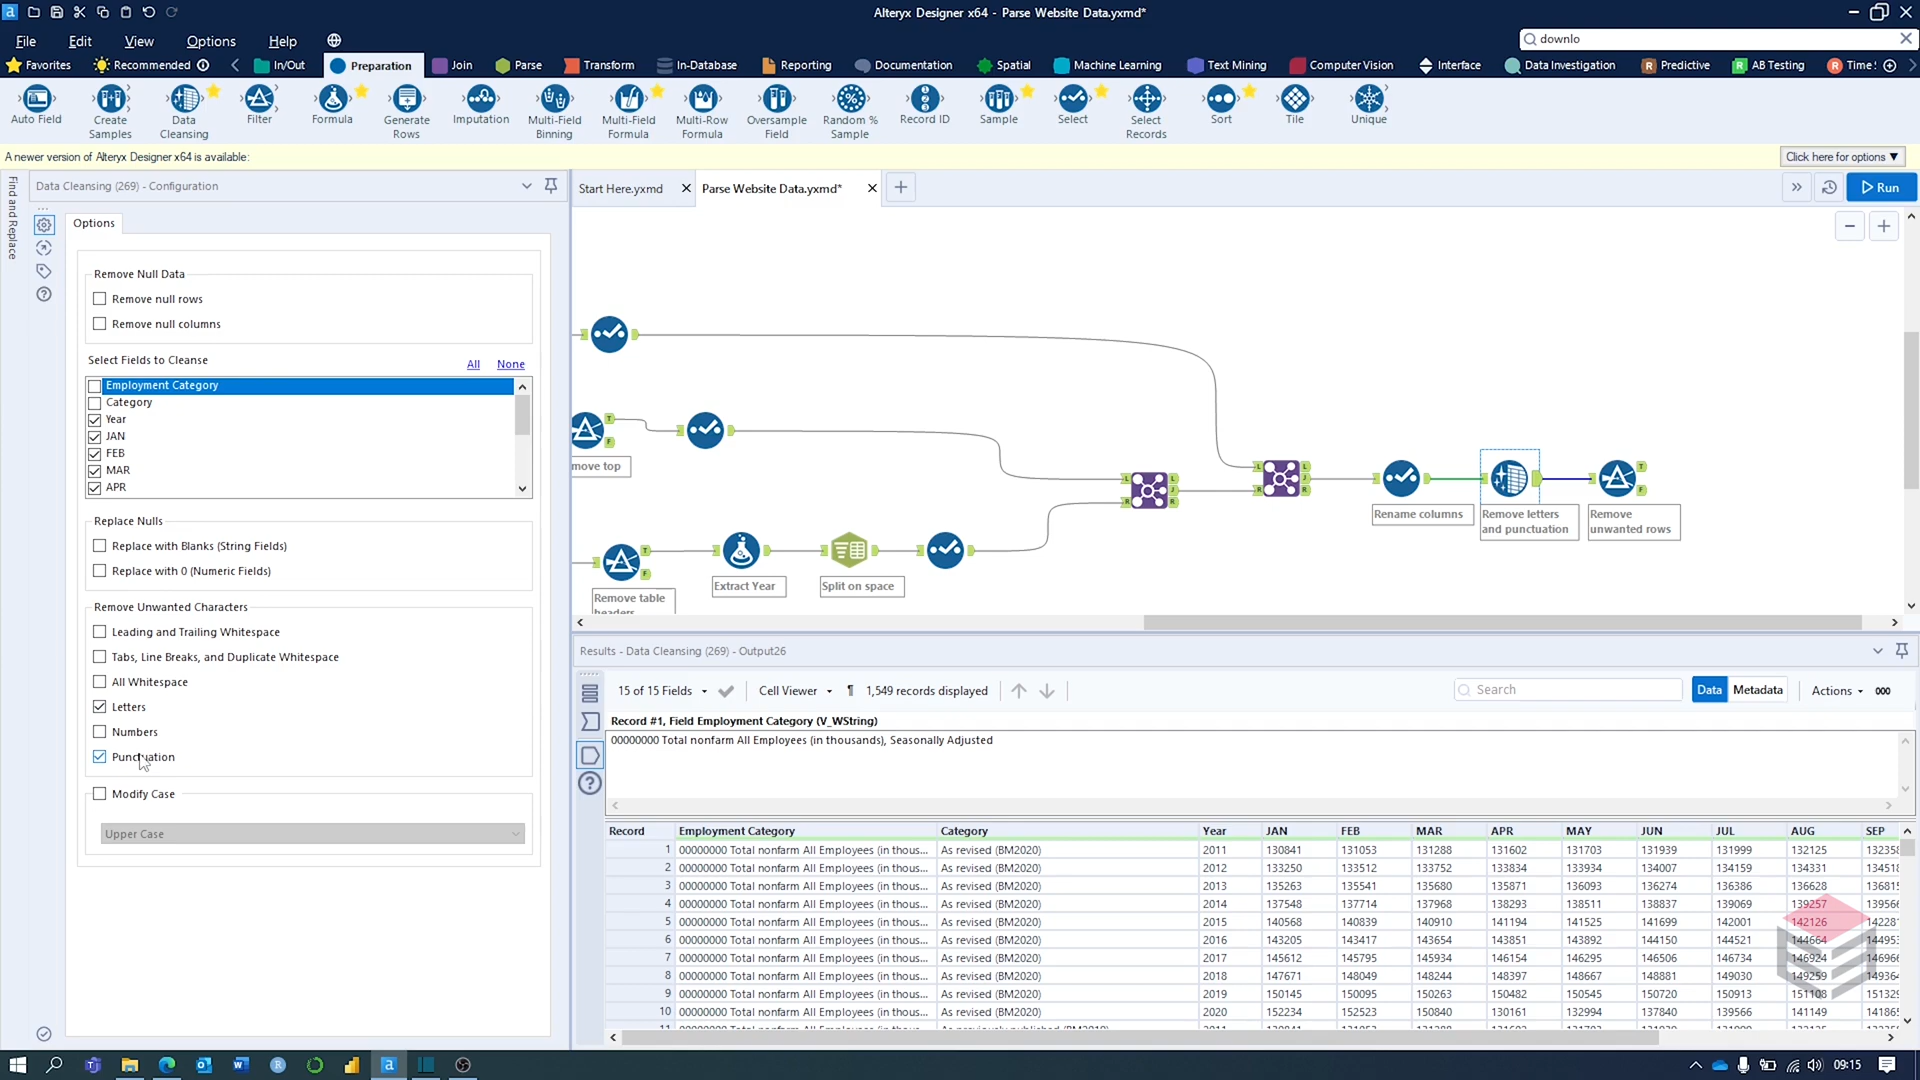 Alteryx Designer x64 - Parse Website Data.yxmd*
File Edit View Options Help
downlo
Favorites Recommended In/Out Preparation Join Parse Transform In-Database Reporting Documentation Spatial Machine Learning Text Mining Computer Vision Interface Data Investigation Predictive AB Testing Time
Auto Field
Create Samples
Data Cleansing
Filter
Formula
Generate Rows
Imputation
Multi-Field Binning
Multi-Field Formula
Multi-Row Formula
Oversample Field
Random % Sample
Record ID
Sample
Select
Select Records
Sort
Tile
Unique
A newer version of Alteryx Designer x64 is available:
Click here for options ▼
Find and Replace
Data Cleansing (269) - Configuration
Options
Remove Null Data
Remove null rows
Remove null columns
Select Fields to Cleanse
All None
Employment Category
Category
Year
JAN
FEB
MAR
APR
Replace Nulls
Replace with Blanks (String Fields)
Replace with 0 (Numeric Fields)
Remove Unwanted Characters
Leading and Trailing Whitespace
Tabs, Line Breaks, and Duplicate Whitespace
All Whitespace
Letters
Numbers
Punctuation
Modify Case
Upper Case
Start Here.yxmd
Parse Website Data.yxmd*
Run
move top
Remove table
headers
Extract Year
Split on space
Rename columns
Remove letters
and punctuation
Remove
unwanted rows
Results - Data Cleansing (269) - Output26
15 of 15 Fields Cell Viewer 1,549 records displayed Search Data Metadata Actions
Record #1, Field Employment Category (V_WString)
00000000 Total nonfarm All Employees (in thousands), Seasonally Adjusted
Record Employment Category Category Year JAN FEB MAR APR MAY JUN JUL AUG SEP
1 00000000 Total nonfarm All Employees (in thous... As revised (BM2020) 2011 130841 131053 131288 131602 131703 131939 131999 132125 13235
2 00000000 Total nonfarm All Employees (in thous... As revised (BM2020) 2012 133250 133512 133752 133834 133934 134007 134159 134331 13451
3 00000000 Total nonfarm All Employees (in thous... As revised (BM2020) 2013 135263 135541 135680 135871 136093 136274 136386 136628 13681
4 00000000 Total nonfarm All Employees (in thous... As revised (BM2020) 2014 137548 137714 137968 138293 138511 138837 139069 139257 13956
5 00000000 Total nonfarm All Employees (in thous... As revised (BM2020) 2015 140568 140839 140910 141194 141525 141699 142001 142126 14228
6 00000000 Total nonfarm All Employees (in thous... As revised (BM2020) 2016 143205 143417 143654 143851 143892 144150 144521 144664 14495
7 00000000 Total nonfarm All Employees (in thous... As revised (BM2020) 2017 145612 145795 145934 146154 146295 146506 146734 146924 14696
8 00000000 Total nonfarm All Employees (in thous... As revised (BM2020) 2018 147671 148049 148244 148397 148667 148881 149030 149259 14936
9 00000000 Total nonfarm All Employees (in thous... As revised (BM2020) 2019 150145 150095 150263 150482 150545 150720 150913 151108 15132
10 00000000 Total nonfarm All Employees (in thous... As revised (BM2020) 2020 152234 152523 150840 130161 132994 137840 139566 141149 14186
09:15